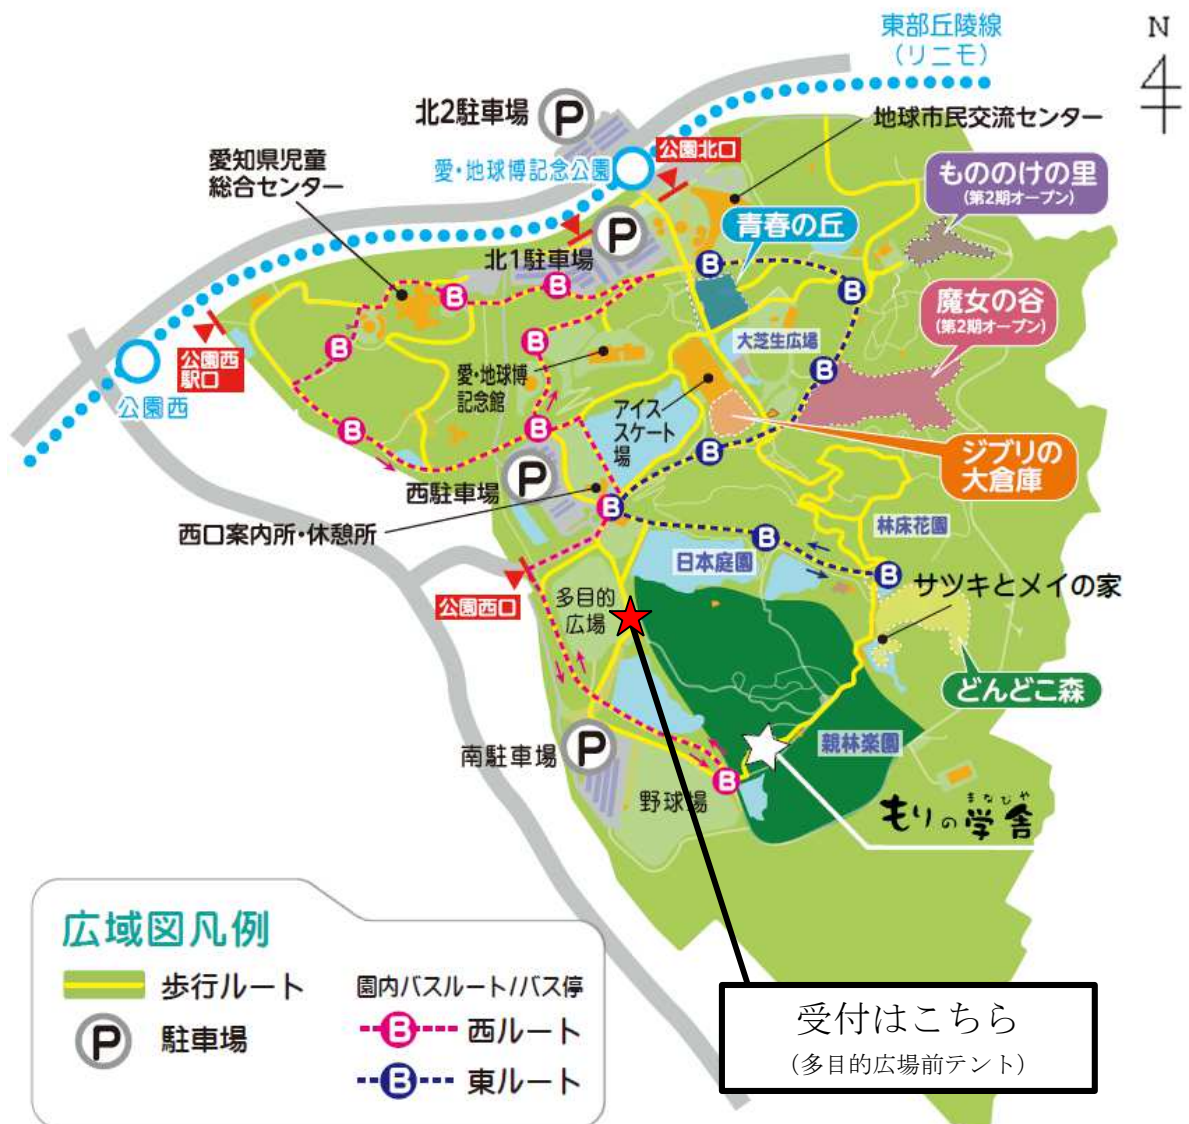 東部丘陵線
(リニモ)
N
北2駐車場
P
地球市民交流センター
公園北口
愛知県児童
総合センター
愛・地球博記念公園
もののけの里
(第2期オープン)
P
青春の丘
北1駐車場
B
B
B
B
魔女の谷
(第2期オープン)
大芝生広場
B
B
公園西
駅口
愛・地球博
記念館
B
公園西
アイス
スケート
場
B
B
B
ジブリの
大倉庫
西駐車場
P
B
西口案内所・休憩所
林床花園
B
日本庭園
B
サツキとメイの家
公園西口
多目的
広場
どんどこ森
南駐車場
P
親林楽園
B
野球場
まなびや
もりの学舎
広域図凡例
歩行ルート
P
駐車場
園内バスルート/バス停
B
西ルート
B
東ルート
受付はこちら
(多目的広場前テント)